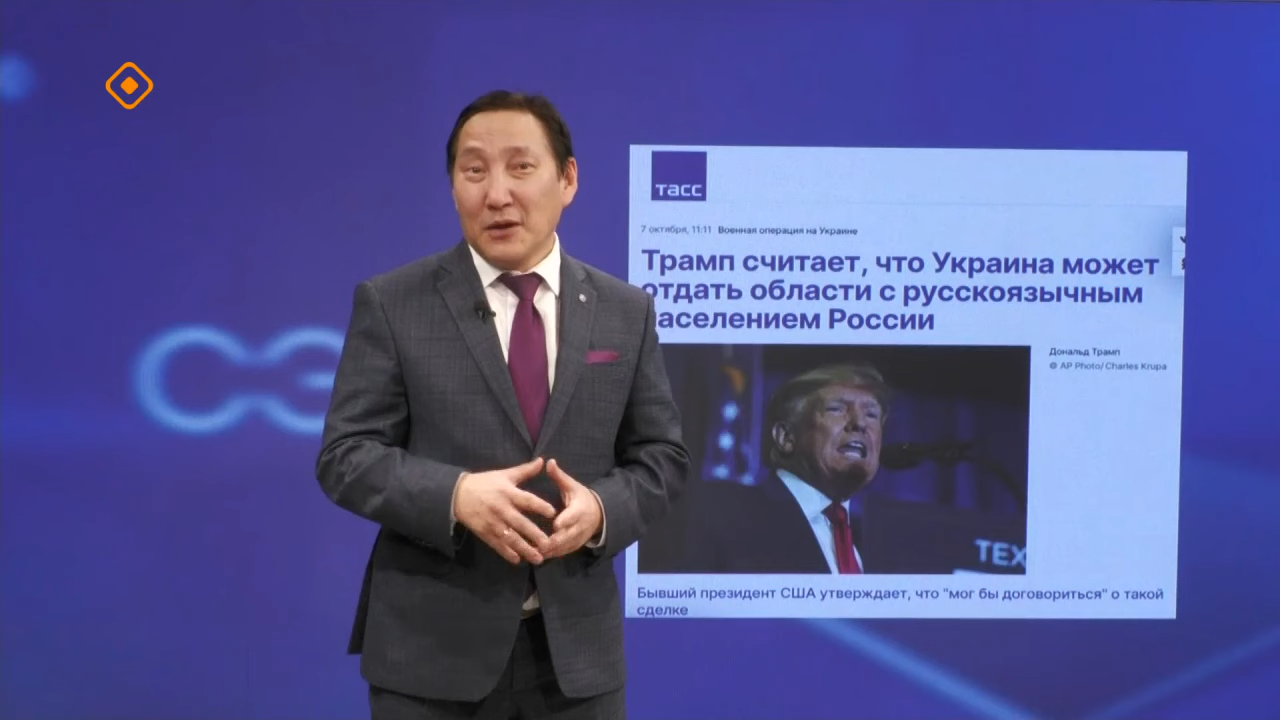 тасс
7 октября, 11:11 Военная операция на Украине
Трамп считает, что Украина может
отдать области с русскоязычным
населением России
Дональд Трамп
© AP Photo/Charles Krupa
TEX
Бывший президент США утверждает, что "мог бы договориться" о такой
сделке